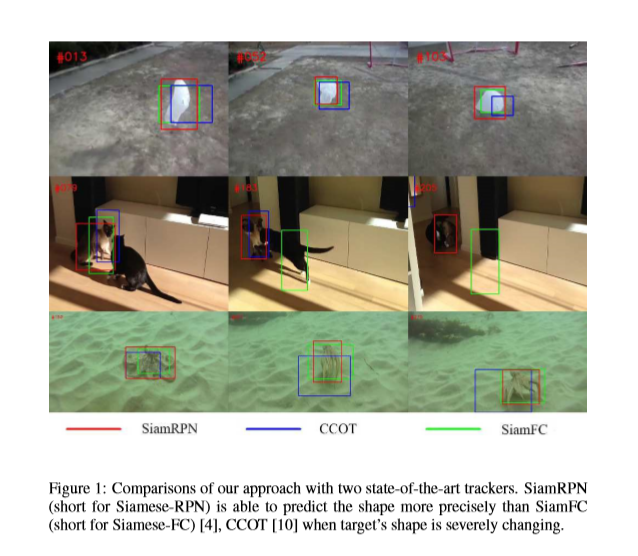 #013
#052
#103
SiamRPN
CCOT
SiamFC
Figure 1: Comparisons of our approach with two state-of-the-art trackers. SiamRPN
(short for Siamese-RPN) is able to predict the shape more precisely than SiamFC
(short for Siamese-FC) [4], CCOT [10] when target's shape is severely changing.